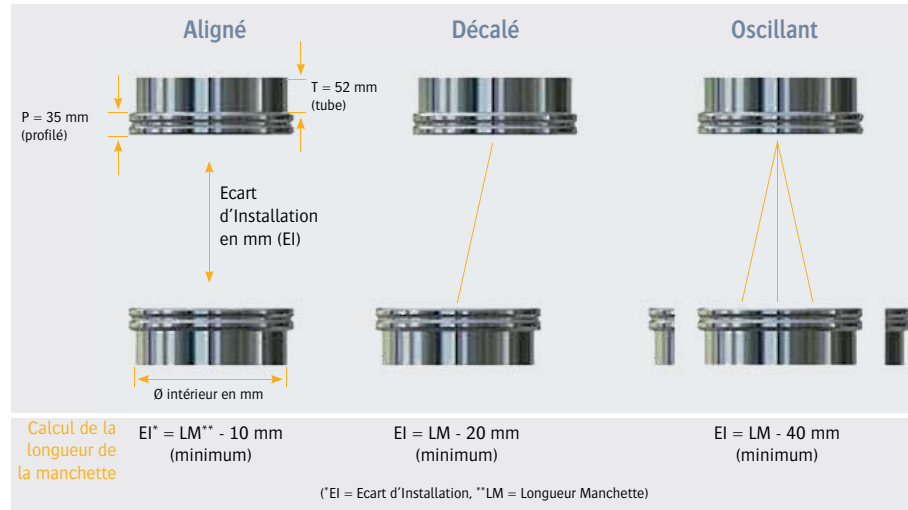 Aligné
Décalé
Oscillant
T = 52 mm
(tube)
P = 35 mm
(profilé)
Ecart
d'Installation
en mm (EI)
Ø intérieur en mm
Calcul de la
longueur de
la manchette
EI* = LM** - 10 mm
(minimum)
EI = LM - 20 mm
(minimum)
EI = LM - 40 mm
(minimum)
(*EI = Ecart d'Installation, **LM = Longueur Manchette)